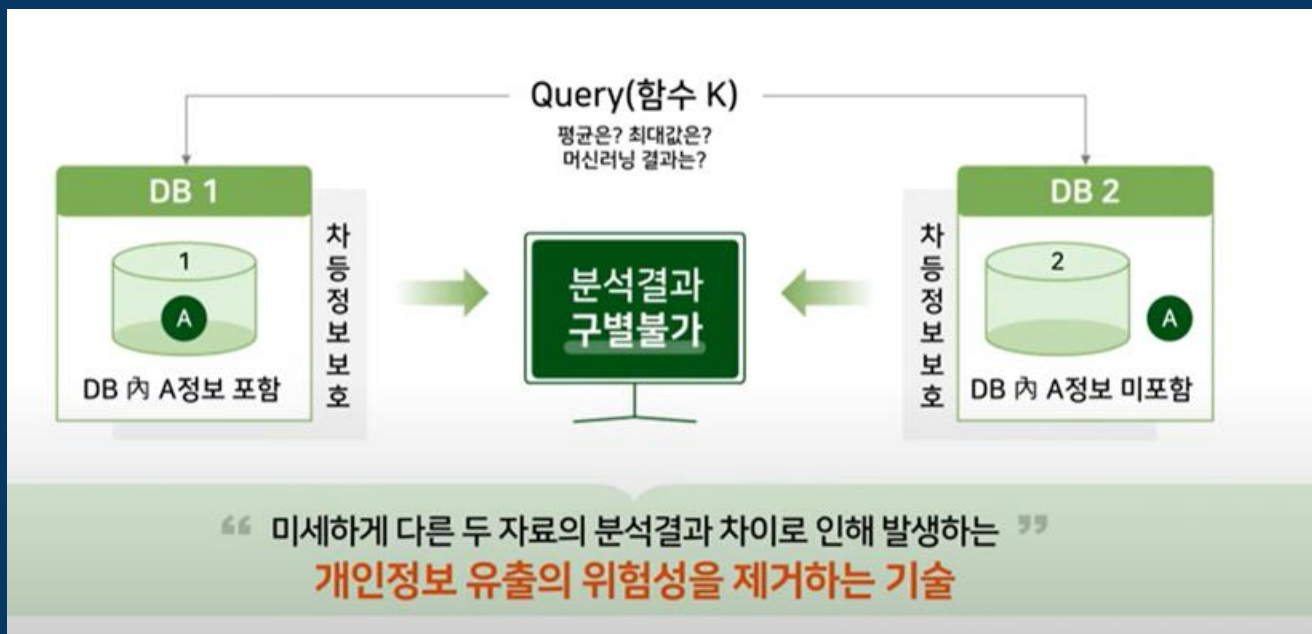 Query(함수 K)
평균은? 최대값은?
머신러닝 결과는?
DB 1
1
A
DB 內 A정보 포함
차등정보보호
분석결과
구별불가
차등정보보호
DB 2
2
A
DB 內 A정보 미포함
“ 미세하게 다른 두 자료의 분석결과 차이로 인해 발생하는 ”
개인정보 유출의 위험성을 제거하는 기술